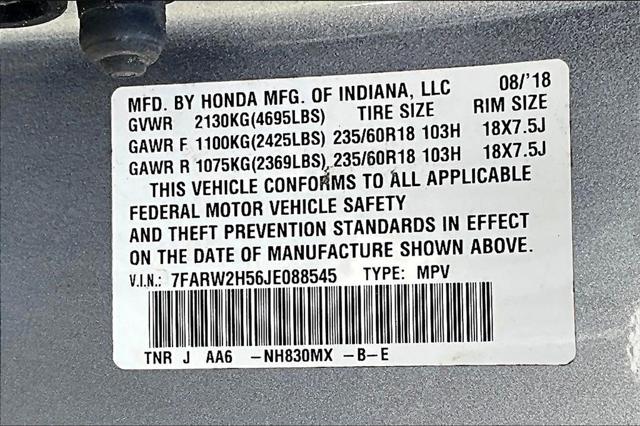 MFD. BY HONDA MFG. OF INDIANA, LLC 08/'18
GVWR 2130KG(4695LBS) TIRE SIZE RIM SIZE
GAWR F 1100KG(2425LBS) 235/60R18 103H 18X7.5J
GAWR R 1075KG(2369LBS) 235/60R18 103H 18X7.5J
THIS VEHICLE CONFORMS TO ALL APPLICABLE
FEDERAL MOTOR VEHICLE SAFETY
AND THEFT PREVENTION STANDARDS IN EFFECT
ON THE DATE OF MANUFACTURE SHOWN ABOVE.
V.I.N.: 7FARW2H56JE088545 TYPE: MPV
TNR J AA6 -NH830MX -B-E